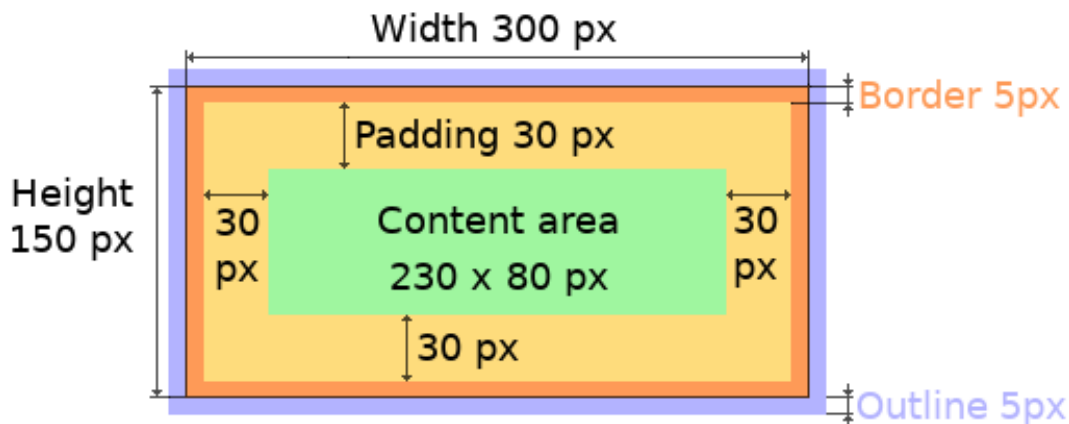 Width 300 px
Border 5px
Padding 30 px
Height
150 px
30
px
Content area
230 x 80 px
30
px
30 px
Outline 5px